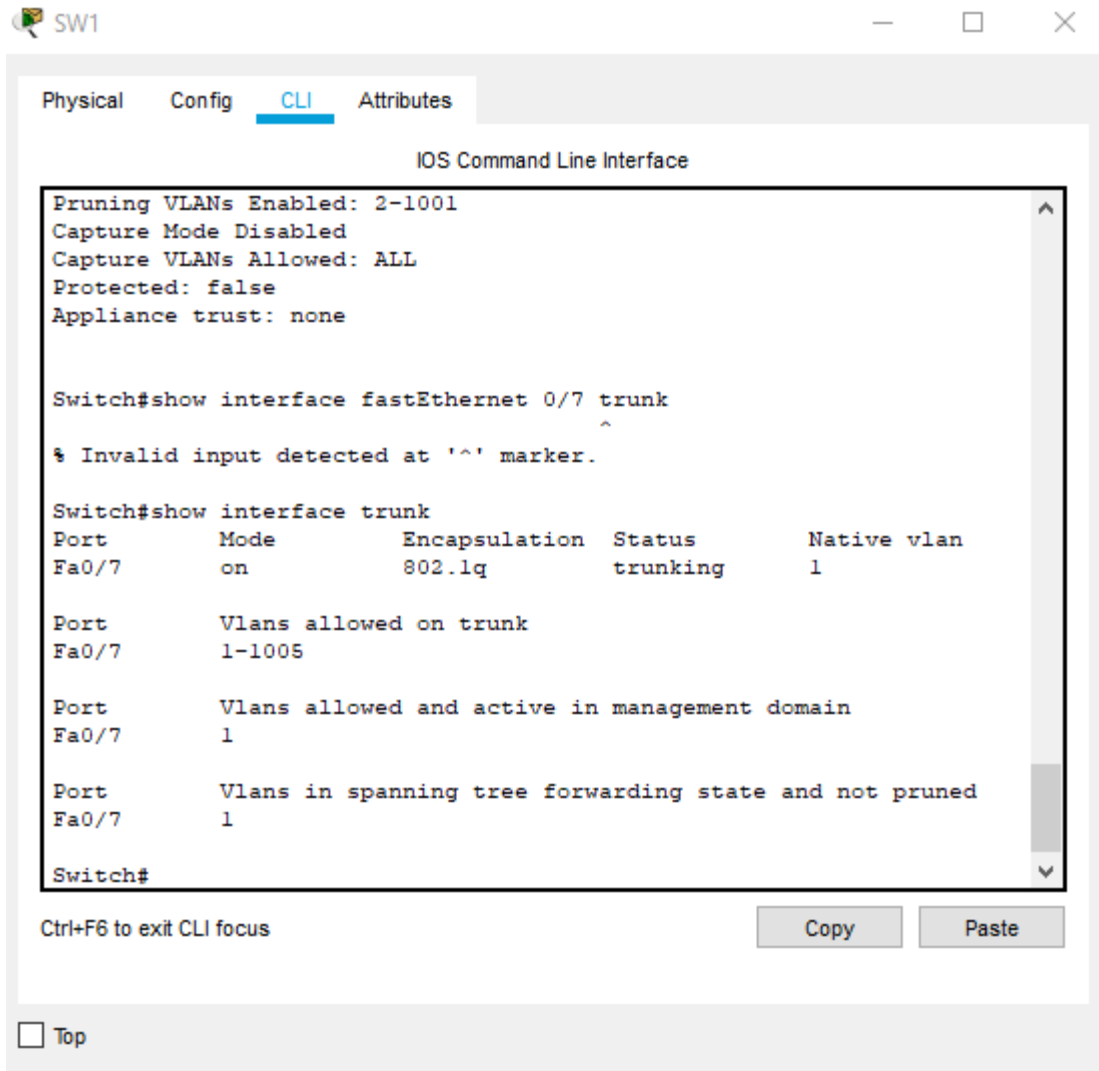 SW1
Physical Config CLI Attributes
IOS Command Line Interface
Pruning VLANs Enabled: 2-1001
Capture Mode Disabled
Capture VLANs Allowed: ALL
Protected: false
Appliance trust: none
Switch#show interface fastEthernet 0/7 trunk
^
% Invalid input detected at '^' marker.
Switch#show interface trunk
Port Mode Encapsulation Status Native vlan
Fa0/7 on 802.1q trunking 1
Port Vlans allowed on trunk
Fa0/7 1-1005
Port Vlans allowed and active in management domain
Fa0/7 1
Port Vlans in spanning tree forwarding state and not pruned
Fa0/7 1
Switch#
Ctrl+F6 to exit CLI focus
Copy Paste
Top